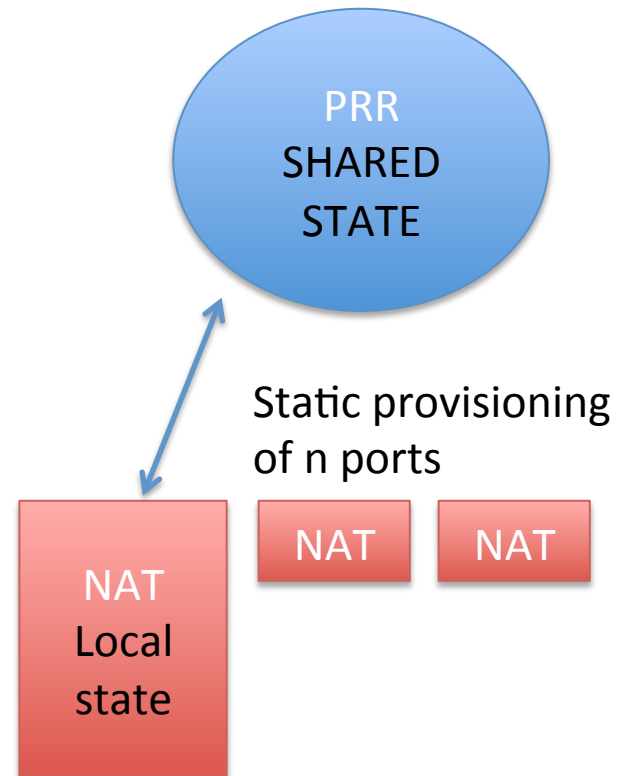 PRR
SHARED
STATE
Static provisioning
of n ports
NAT
Local
state
NAT
NAT